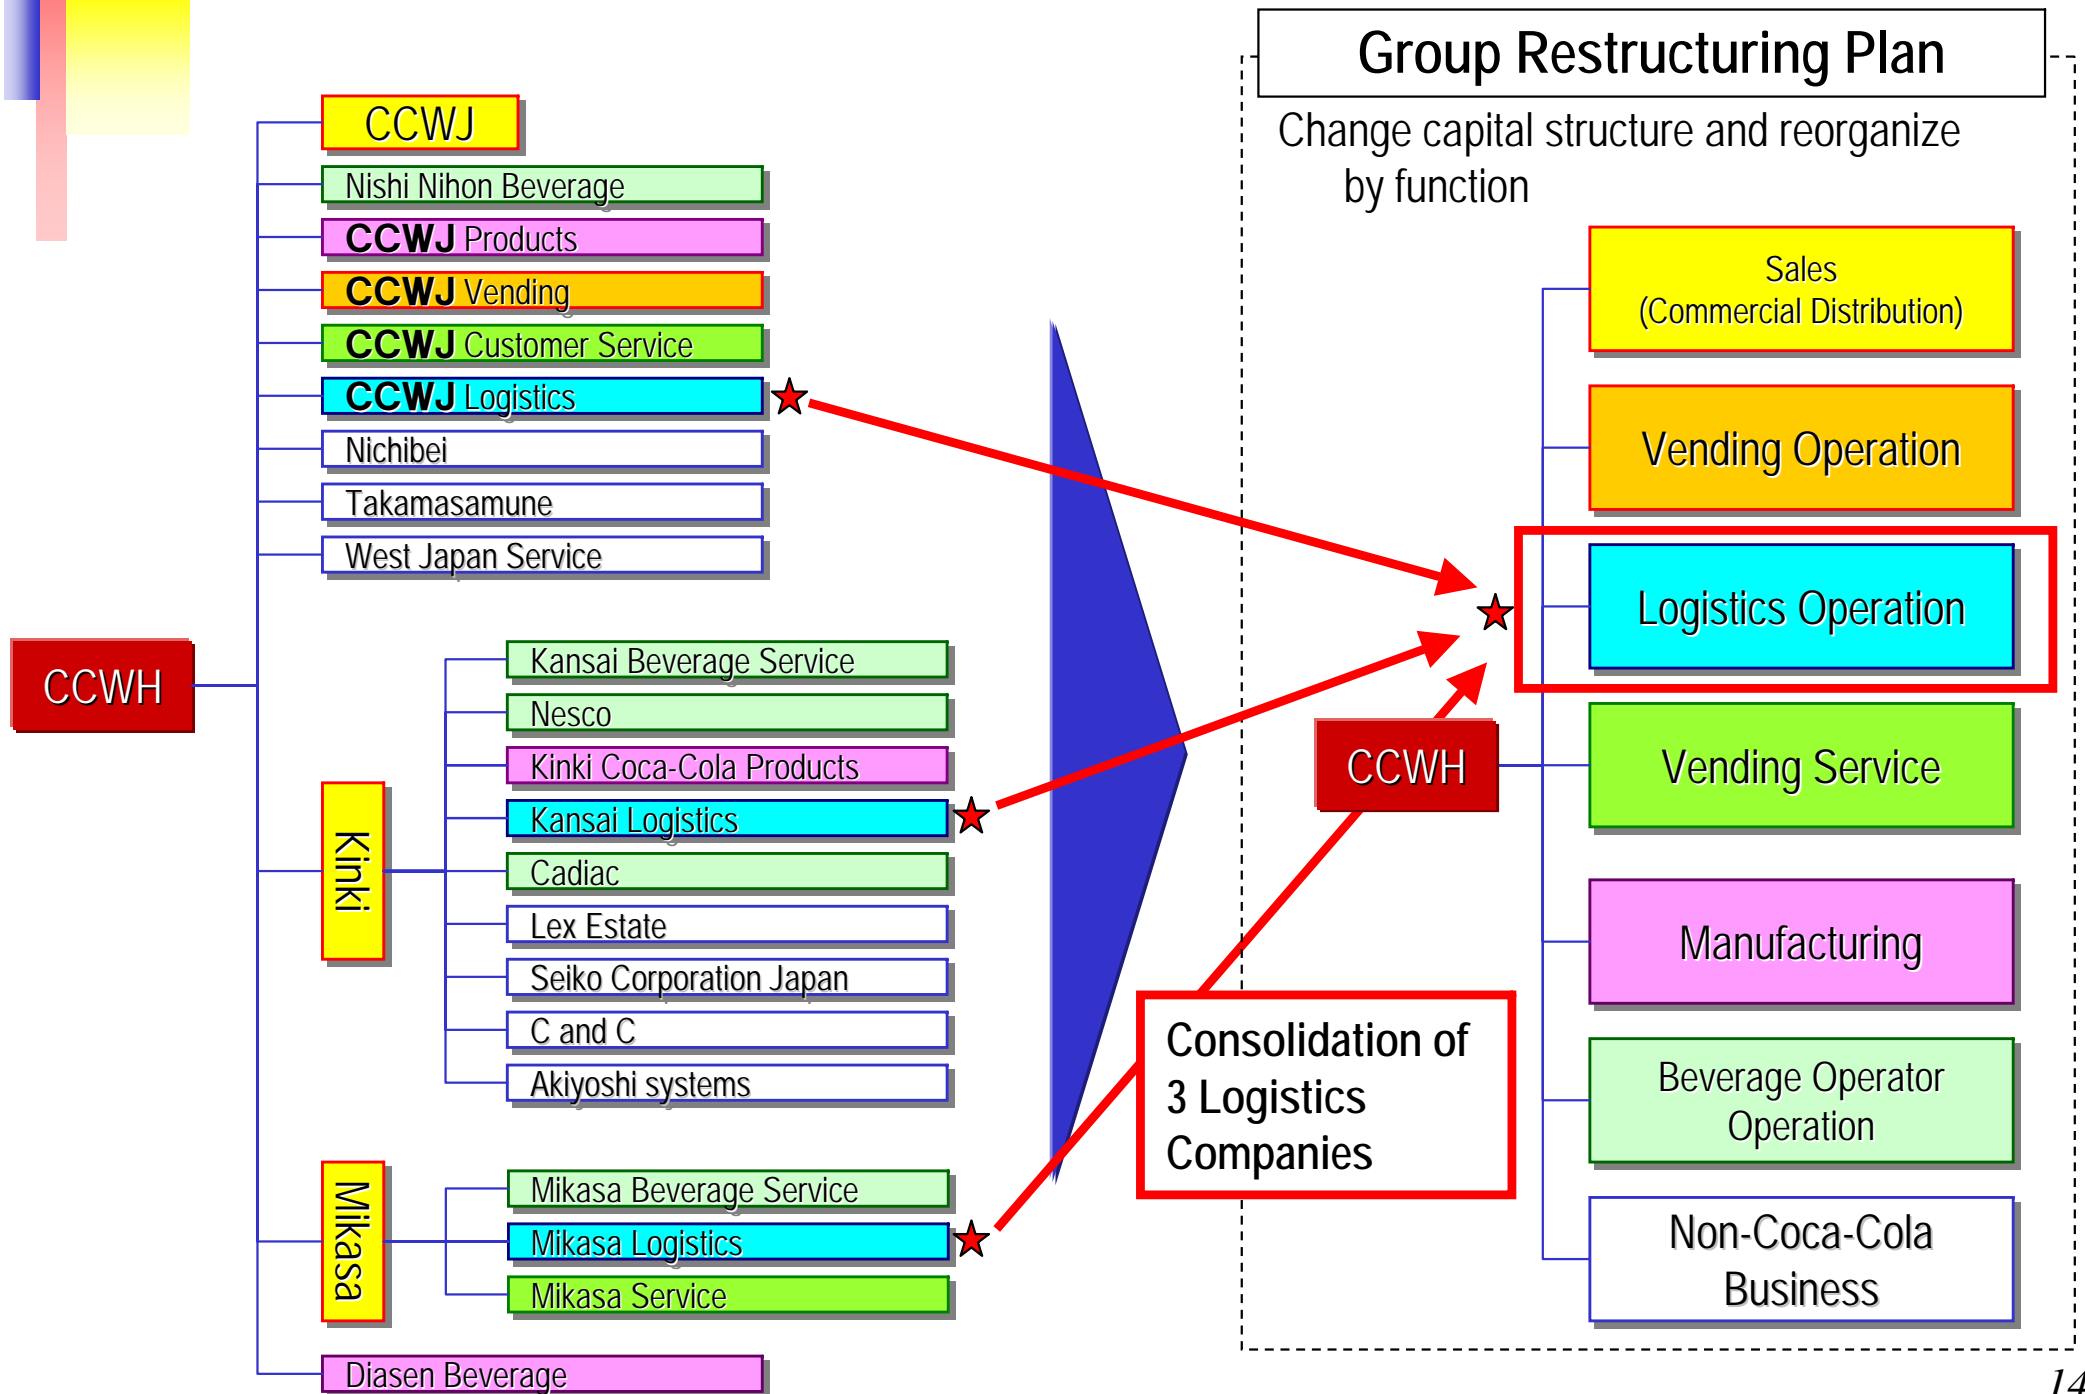 Group Restructuring Plan
Change capital structure and reorganize
by function
CCWJ
Nishi Nihon Beverage
CCWJ Products
CCWJ Vending
CCWJ Customer Service
CCWJ Logistics
Nichibei
Takamasamune
West Japan Service
CCWH
Kinki
Kansai Beverage Service
Nesco
Kinki Coca-Cola Products
Kansai Logistics
Cadiac
Lex Estate
Seiko Corporation Japan
C and C
Akiyoshi systems
Mikasa
Mikasa Beverage Service
Mikasa Logistics
Mikasa Service
Diasen Beverage
Consolidation of
3 Logistics
Companies
CCWH
Sales
(Commercial Distribution)
Vending Operation
Logistics Operation
Vending Service
Manufacturing
Beverage Operator
Operation
Non-Coca-Cola
Business
14